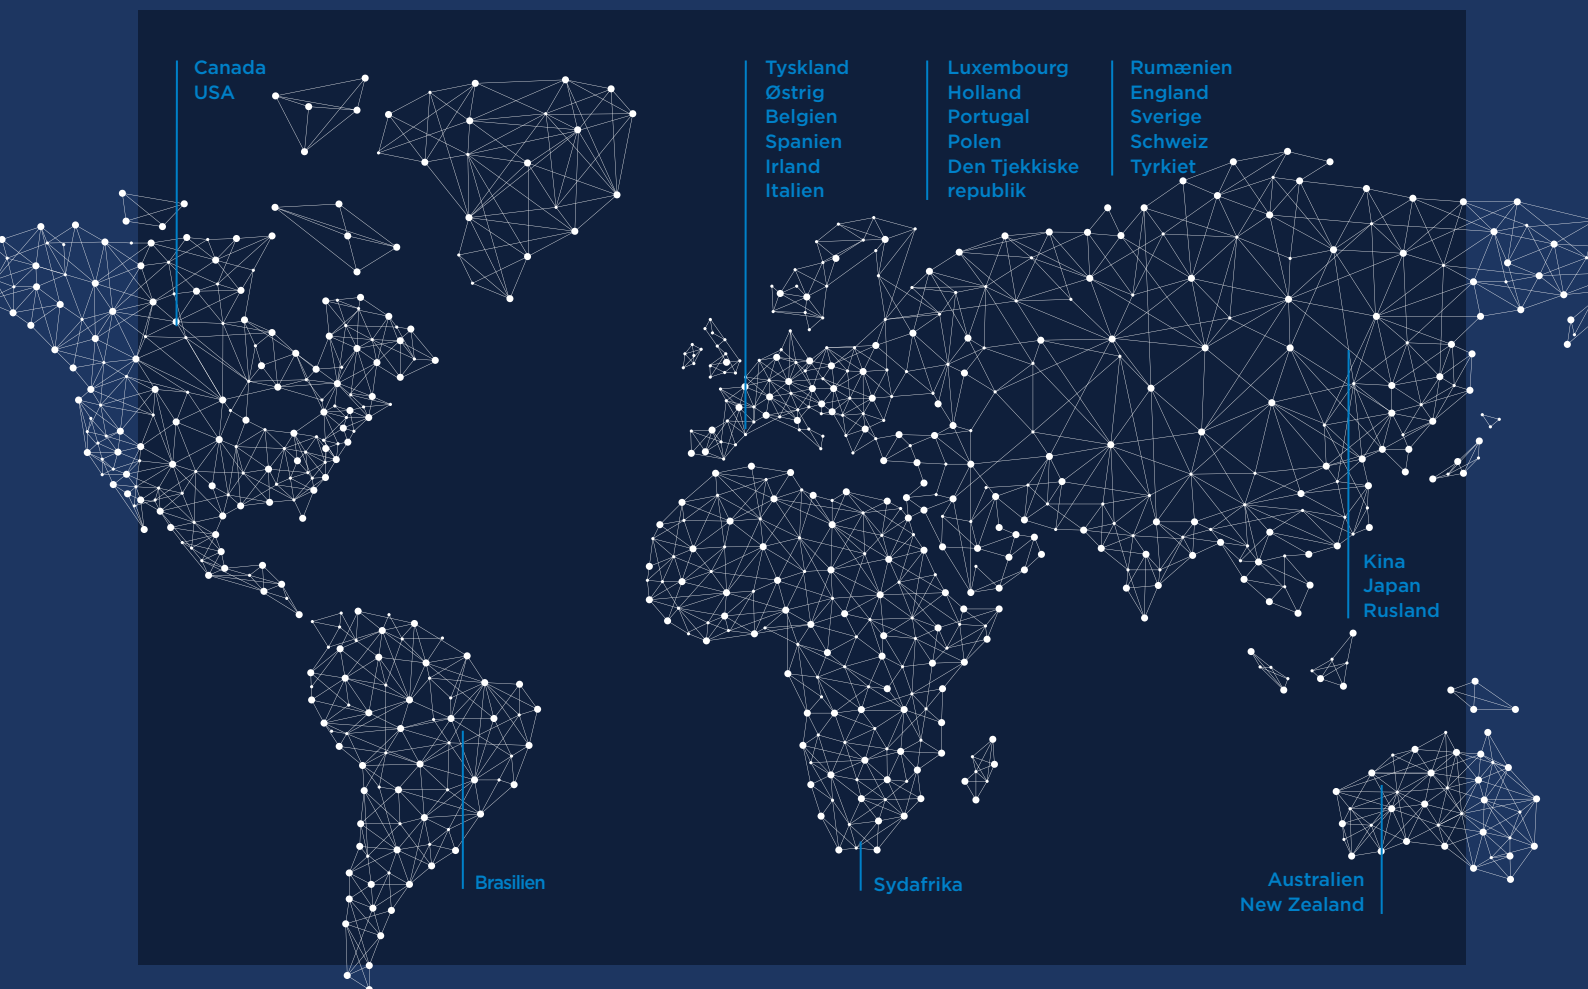 Canada
USA
Tyskland
Østrig
Belgien
Spanien
Irland
Italien
Luxembourg
Holland
Portugal
Polen
Den Tjekkiske
republik
Rumænien
England
Sverige
Schweiz
Tyrkiet
Kina
Japan
Rusland
Brasilien
Sydafrika
Australien
New Zealand